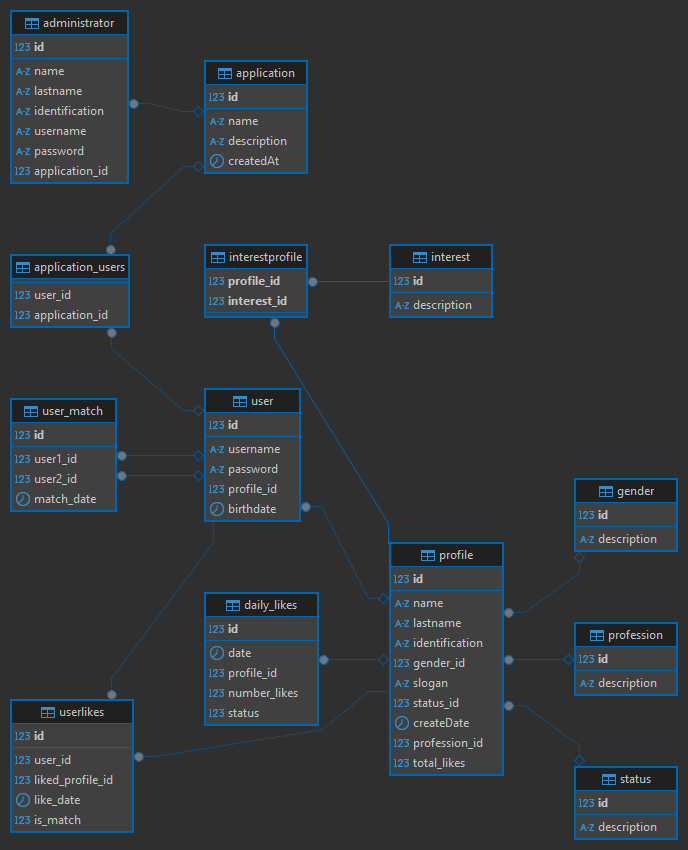 administrator
123 id
A-Z name
A-Z lastname
A-Z identification
A-Z username
A-Z password
123 application_id
application
123 id
A-Z name
A-Z description
createdAt
application_users
123 user_id
123 application_id
interestprofile
123 profile_id
123 interest_id
interest
123 id
A-Z description
user_match
123 id
123 user1_id
123 user2_id
match_date
user
123 id
A-Z username
A-Z password
123 profile_id
birthdate
gender
123 id
A-Z description
profile
123 id
A-Z name
A-Z lastname
A-Z identification
123 gender_id
A-Z slogan
123 status_id
createDate
123 profession_id
123 total_likes
daily_likes
123 id
date
123 profile_id
123 number_likes
123 status
profession
123 id
A-Z description
userlikes
123 id
123 user_id
123 liked_profile_id
like_date
123 is_match
status
123 id
A-Z description